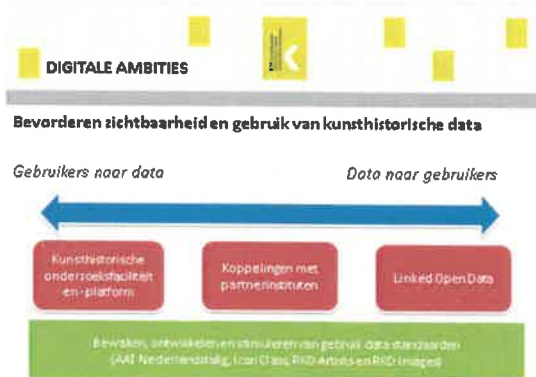 DIGITALE AMBITIES
Bevorderen zichtbaarheid en gebruik van kunsthistorische data
Gebruikers naar data
Data naar gebruikers
Kunsthistorische
onderzoeksfaciliteit
en -platform
Koppelingen met
partnerinstituten
Linked Open Data
Bewaken, ontwikkelen en stimuleren van gebruik data standaarden
(AAT Nederlandstalig, Icon Class, RKD Artists en RKD Images)